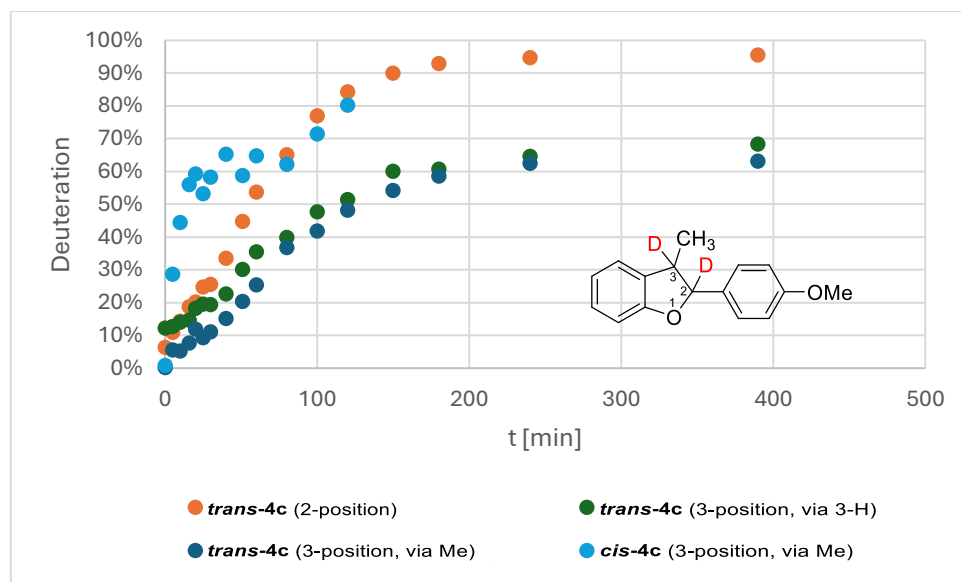 100%
90%
80%
70%
60%
50%
40%
30%
20%
10%
0%
Deuteration
0
100
200
300
400
500
t [min]
D
CH3
D
3
2
1
O
OMe
trans-4c (2-position)
trans-4c (3-position, via 3-H)
trans-4c (3-position, via Me)
cis-4c (3-position, via Me)